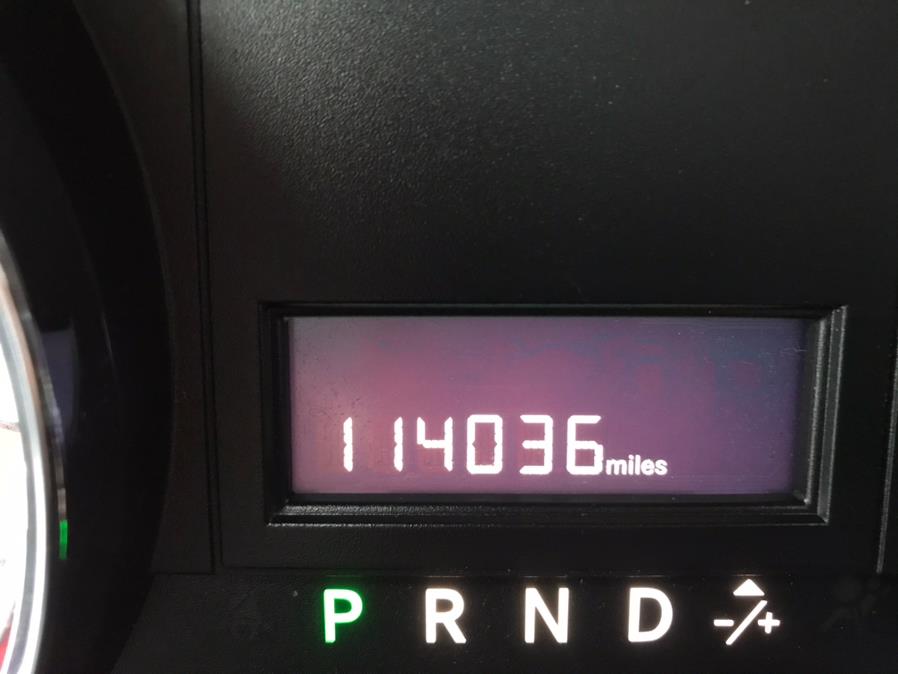 114036miles
P R N D -/+